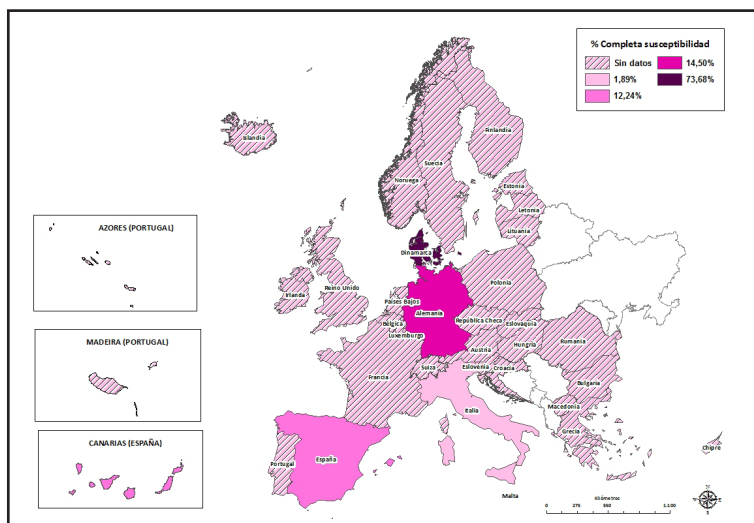 % Completa susceptibilidad
Sin datos
14,50%
1,89%
73,68%
12,24%
Islandia
Finlandia
Suecia
Noruega
Estonia
Letonia
Lituania
AZORES (PORTUGAL)
Dinamarca
Irlanda
Reino Unido
Países Bajos
Polonia
Alemania
Bélgica
República Checa
Luxemburgo
Eslovaquia
MADEIRA (PORTUGAL)
Austria
Hungría
Rumania
Francia
Suiza
Eslovenia
Croacia
Bulgaria
Italia
Macedonia
CANARIAS (ESPAÑA)
Grecia
Chipre
Portugal
España
Malta
Kilómetros
0 275 550 1.100